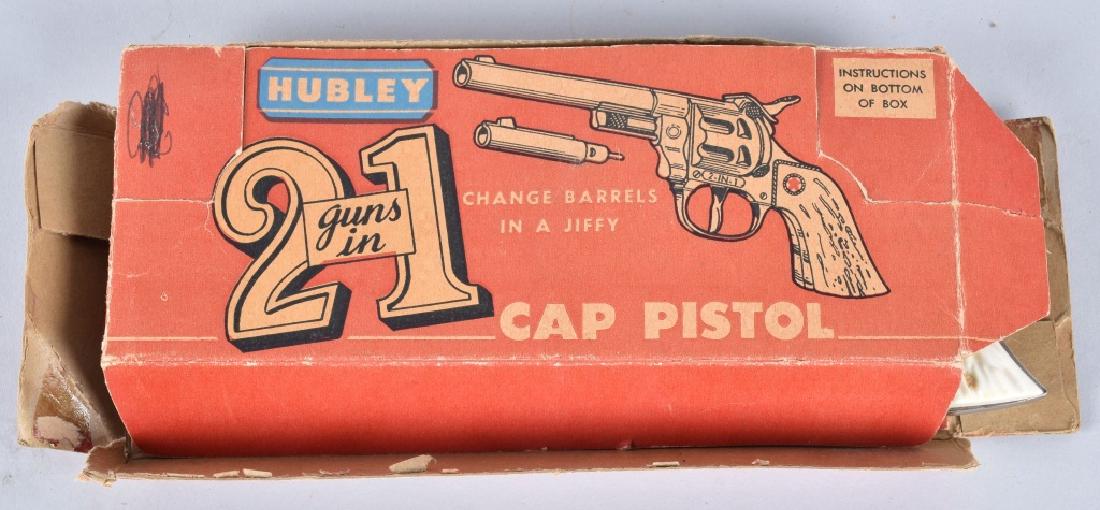 HUBLEY
INSTRUCTIONS
ON BOTTOM
OF BOX
2 guns in 1
2-IN-1
CHANGE BARRELS
IN A JIFFY
CAP PISTOL